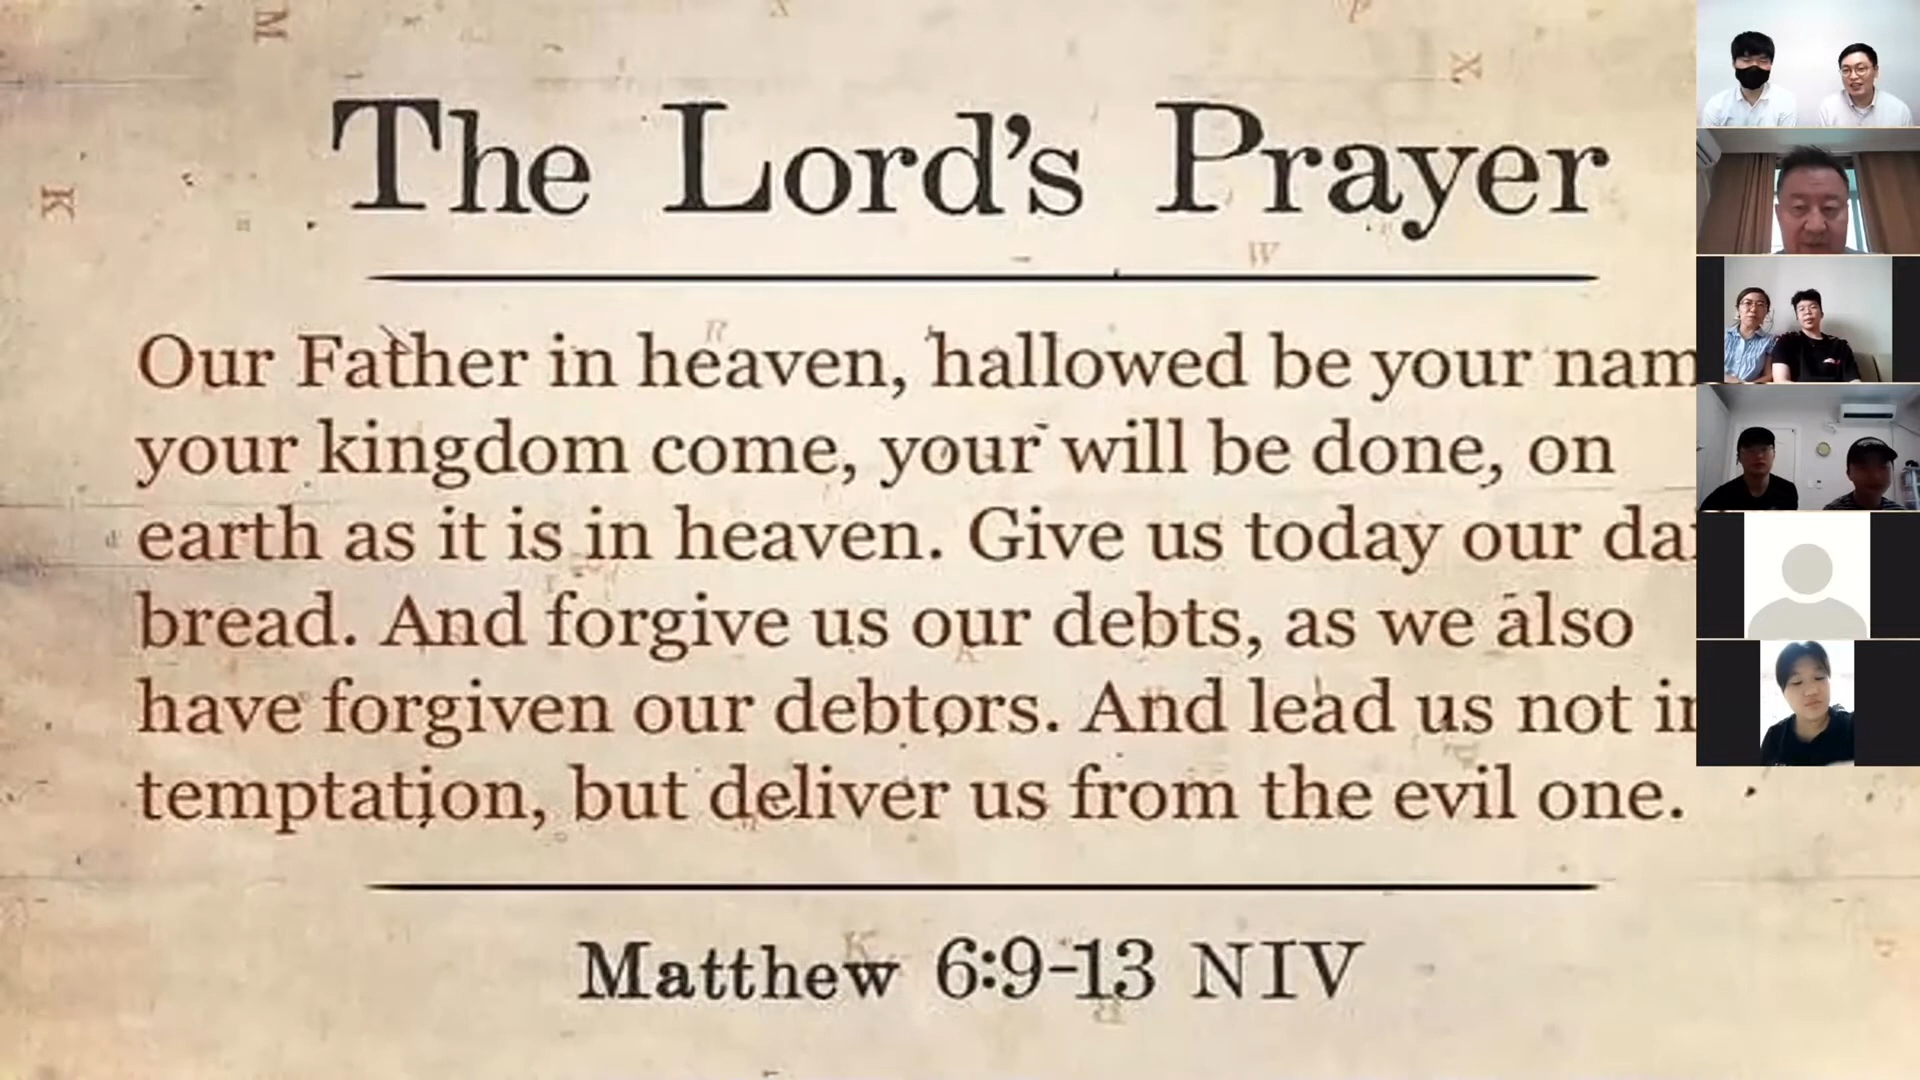 The Lord's Prayer
Our Father in heaven, hallowed be your nam
your kingdom come, your will be done, on
earth as it is in heaven. Give us today our dai
bread. And forgive us our debts, as we also
have forgiven our debtors. And lead us not in
temptation, but deliver us from the evil one.
Matthew 6:9-13 NIV